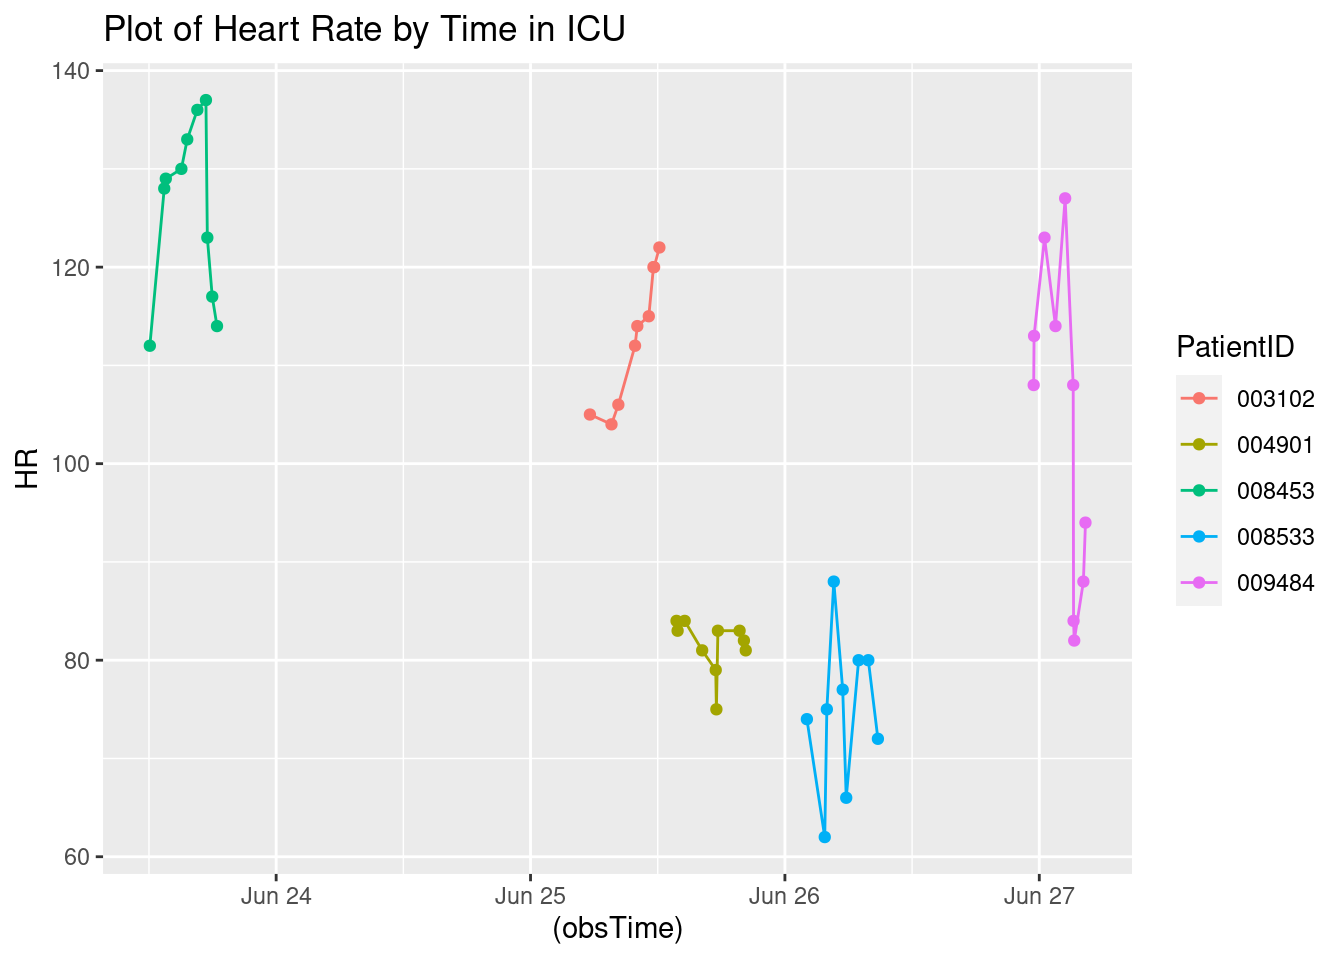 Plot of Heart Rate by Time in ICU
140
120
100
80
60
HR
Jun 24 Jun 25 Jun 26 Jun 27
(obsTime)
PatientID
003102
004901
008453
008533
009484